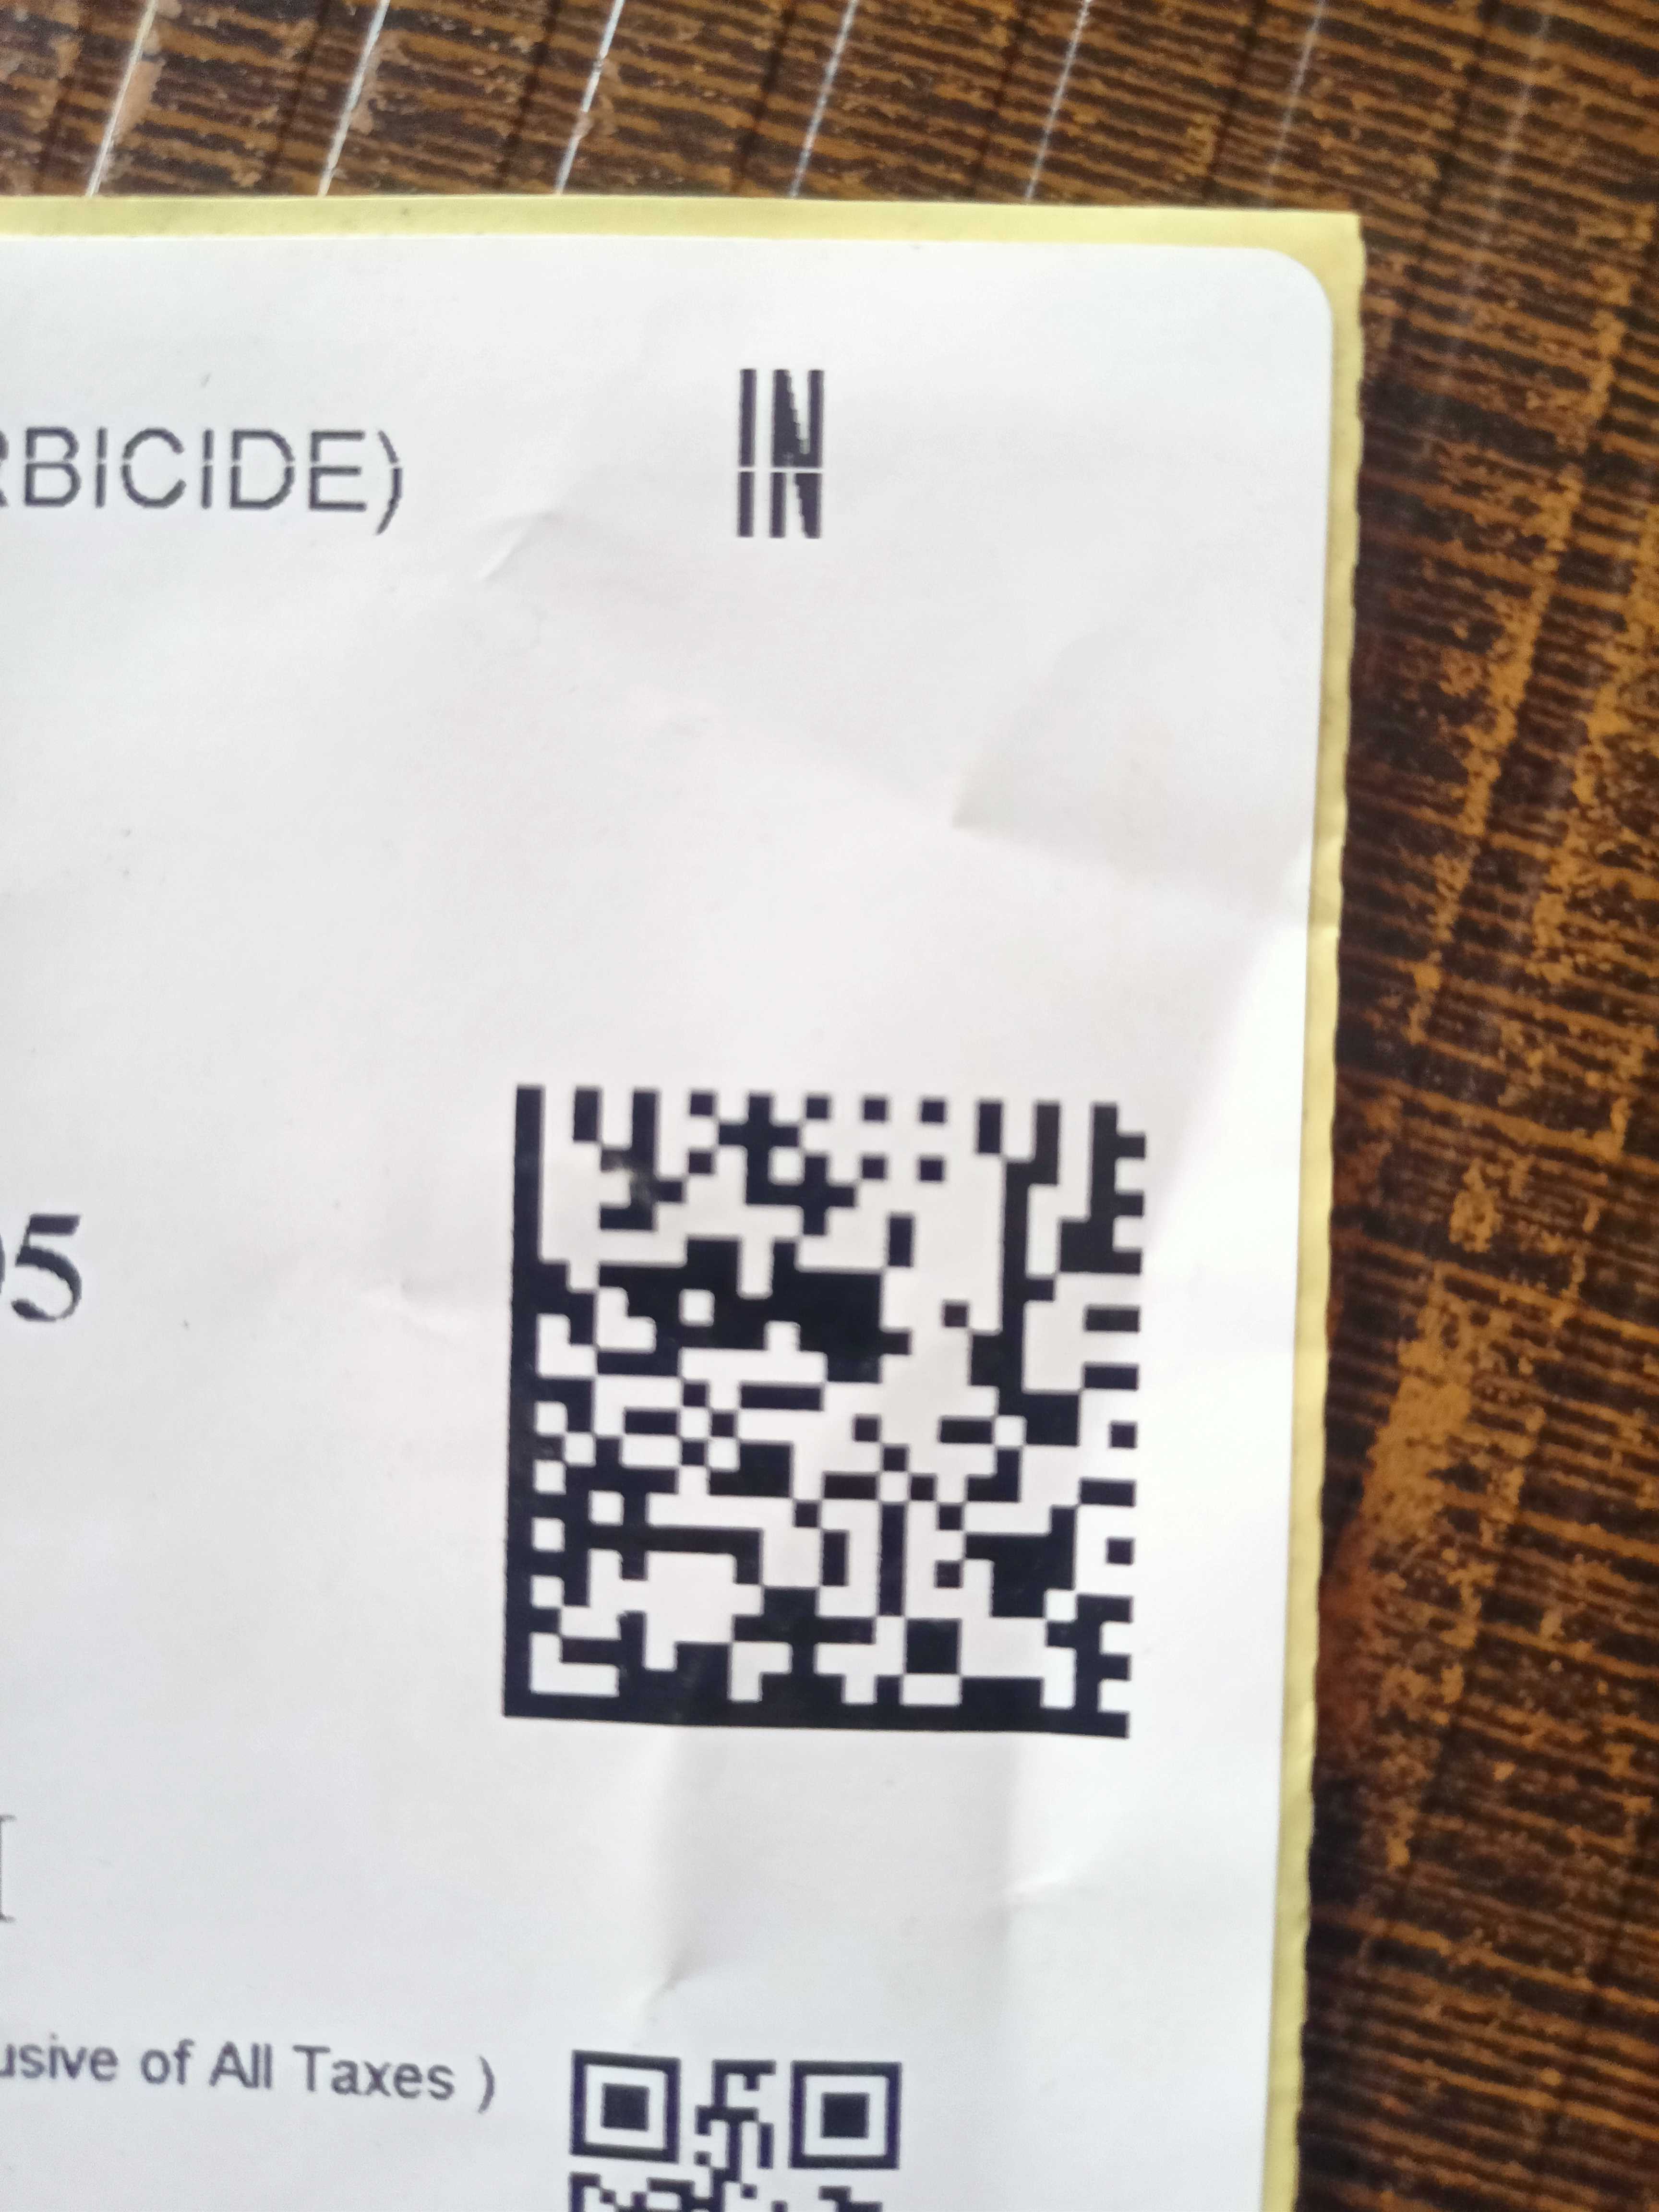 IN
RBICIDE)
5
usive of All Taxes )